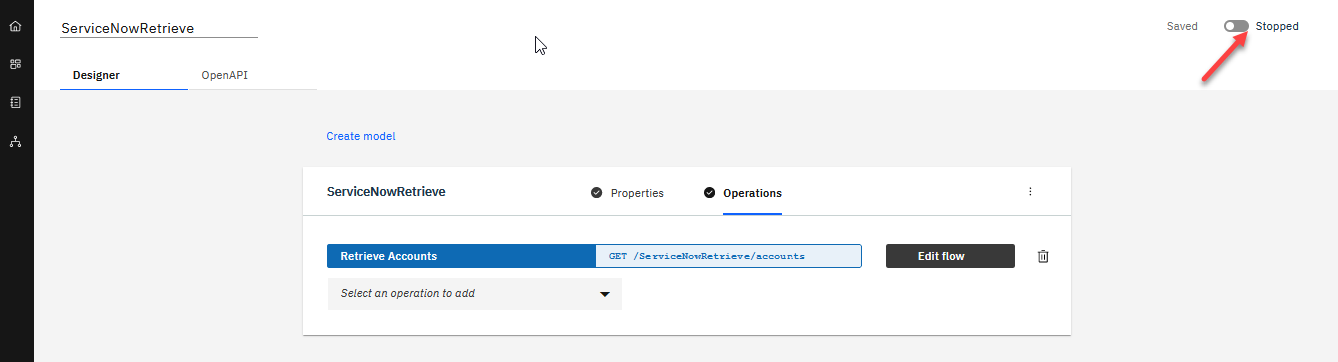 ServiceNowRetrieve
Saved
Stopped
Designer
OpenAPI
Create model
ServiceNowRetrieve
Properties
Operations
Retrieve Accounts
GET /ServiceNowRetrieve/accounts
Edit flow
Select an operation to add